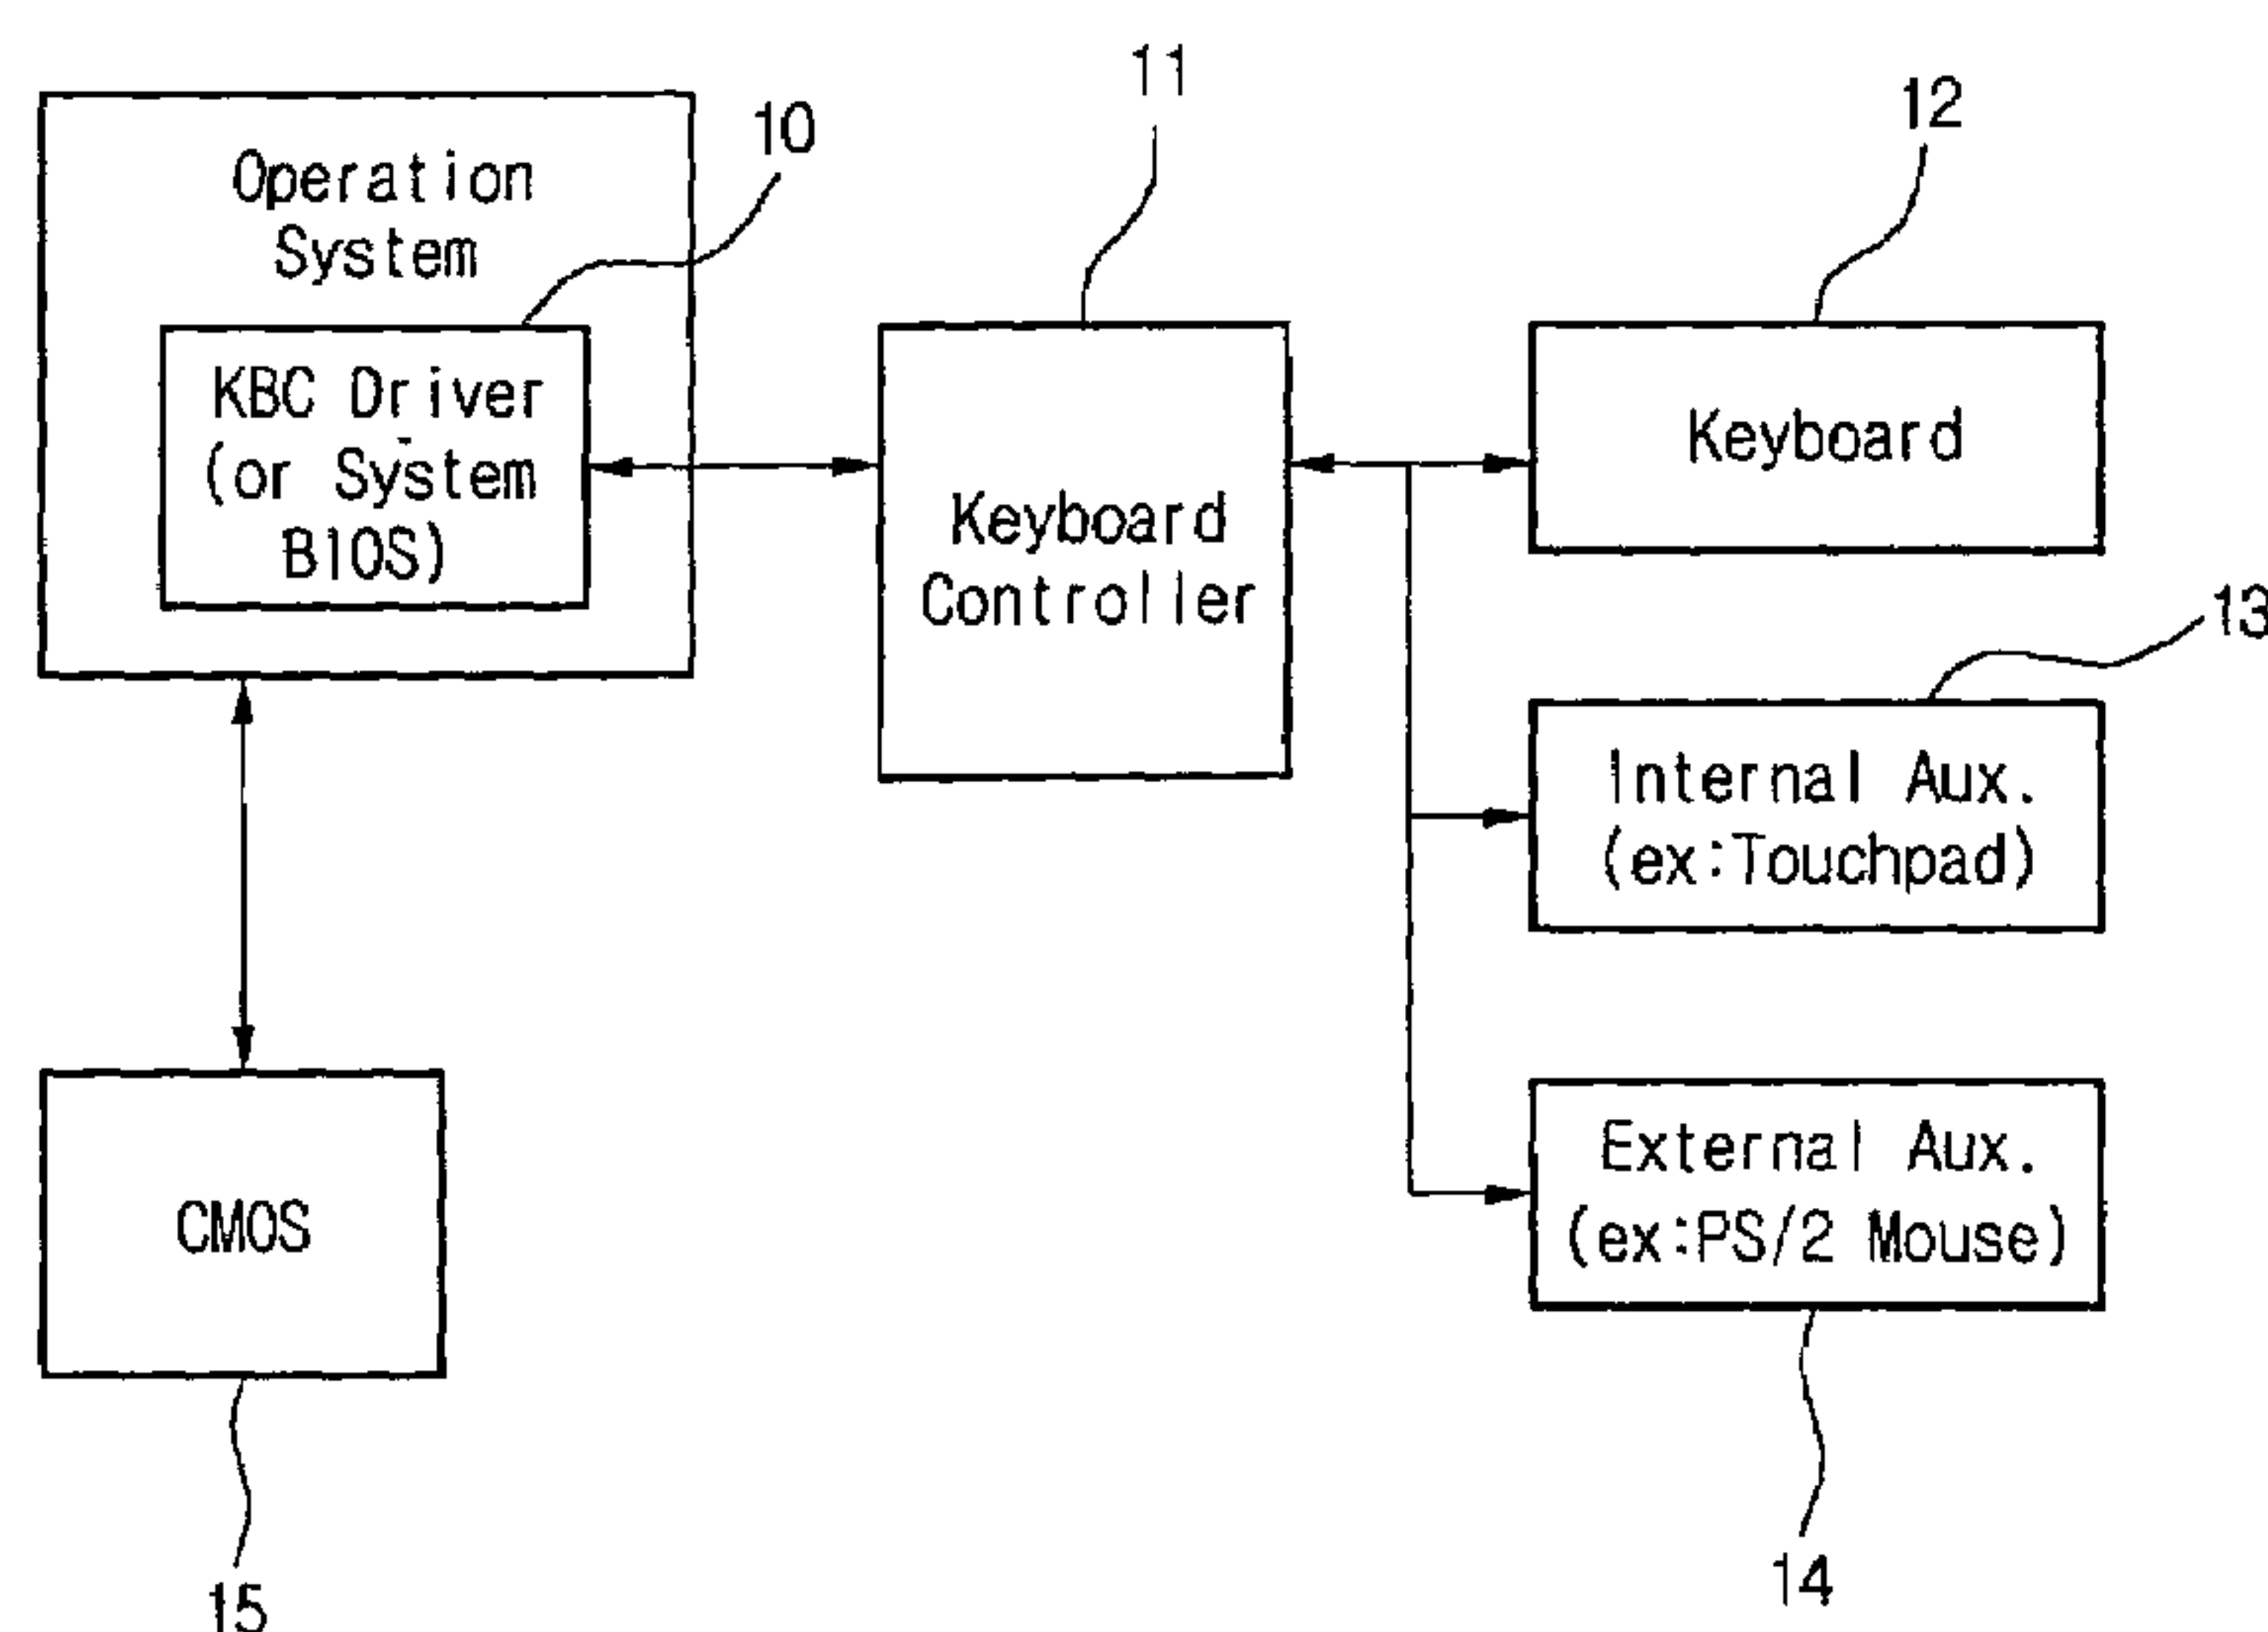 11
12
10
Operation
System
KBC Driver
(or System
BIOS)
Keyboard
Controller
Keyboard
13
Internal Aux.
(ex:Touchpad)
External Aux.
(ex:PS/2 Mouse)
CMOS
14
15